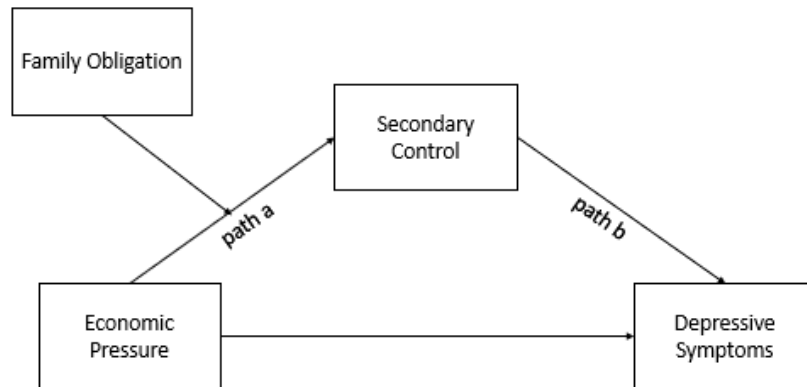 Family Obligation
Secondary
Control
path a
path b
Economic
Pressure
Depressive
Symptoms